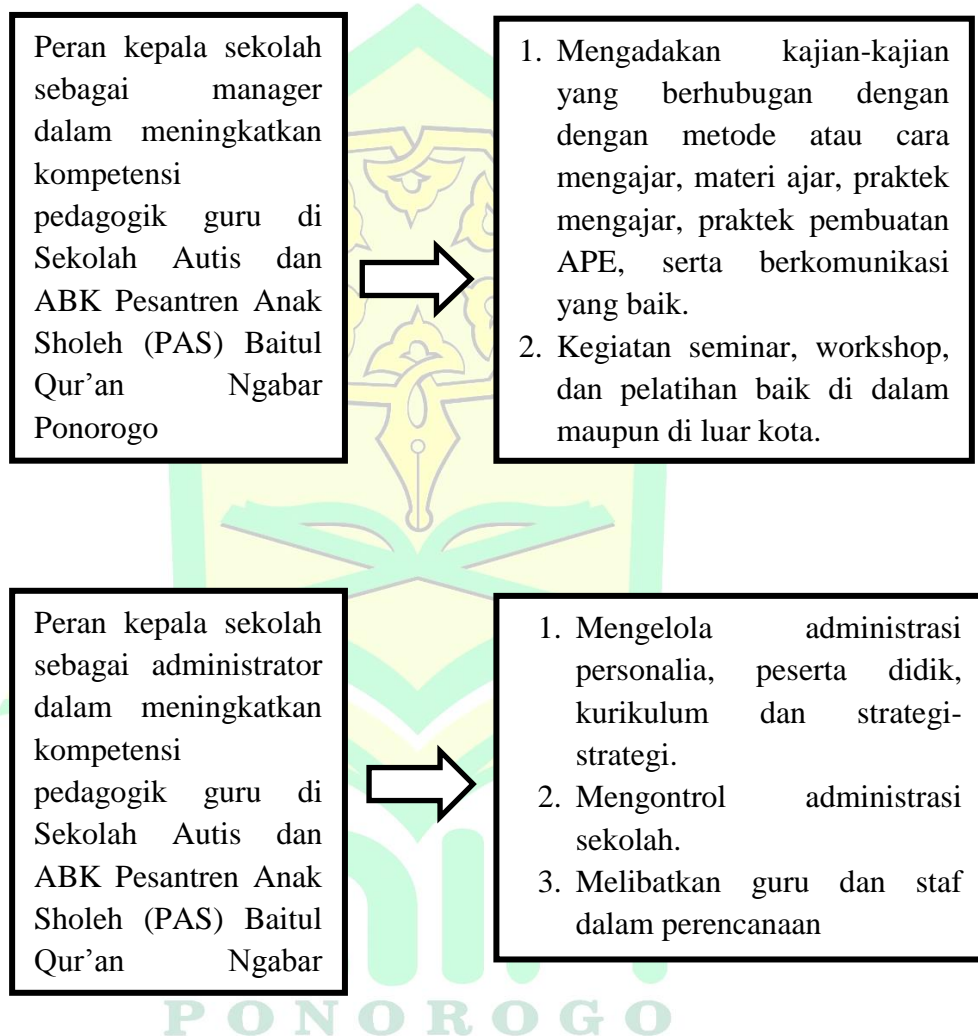 Peran kepala sekolah
sebagai manager
dalam meningkatkan
kompetensi
pedagogik guru di
Sekolah Autis dan
ABK Pesantren Anak
Sholeh (PAS) Baitul
Qur’an Ngabar
Ponorogo
1. Mengadakan kajian-kajian
yang berhubugan dengan
dengan metode atau cara
mengajar, materi ajar, praktek
mengajar, praktek pembuatan
APE, serta berkomunikasi
yang baik.
2. Kegiatan seminar, workshop,
dan pelatihan baik di dalam
maupun di luar kota.
Peran kepala sekolah
sebagai administrator
dalam meningkatkan
kompetensi
pedagogik guru di
Sekolah Autis dan
ABK Pesantren Anak
Sholeh (PAS) Baitul
Qur’an Ngabar
1. Mengelola administrasi
personalia, peserta didik,
kurikulum dan strategi-
strategi.
2. Mengontrol administrasi
sekolah.
3. Melibatkan guru dan staf
dalam perencanaan
PONOROGO